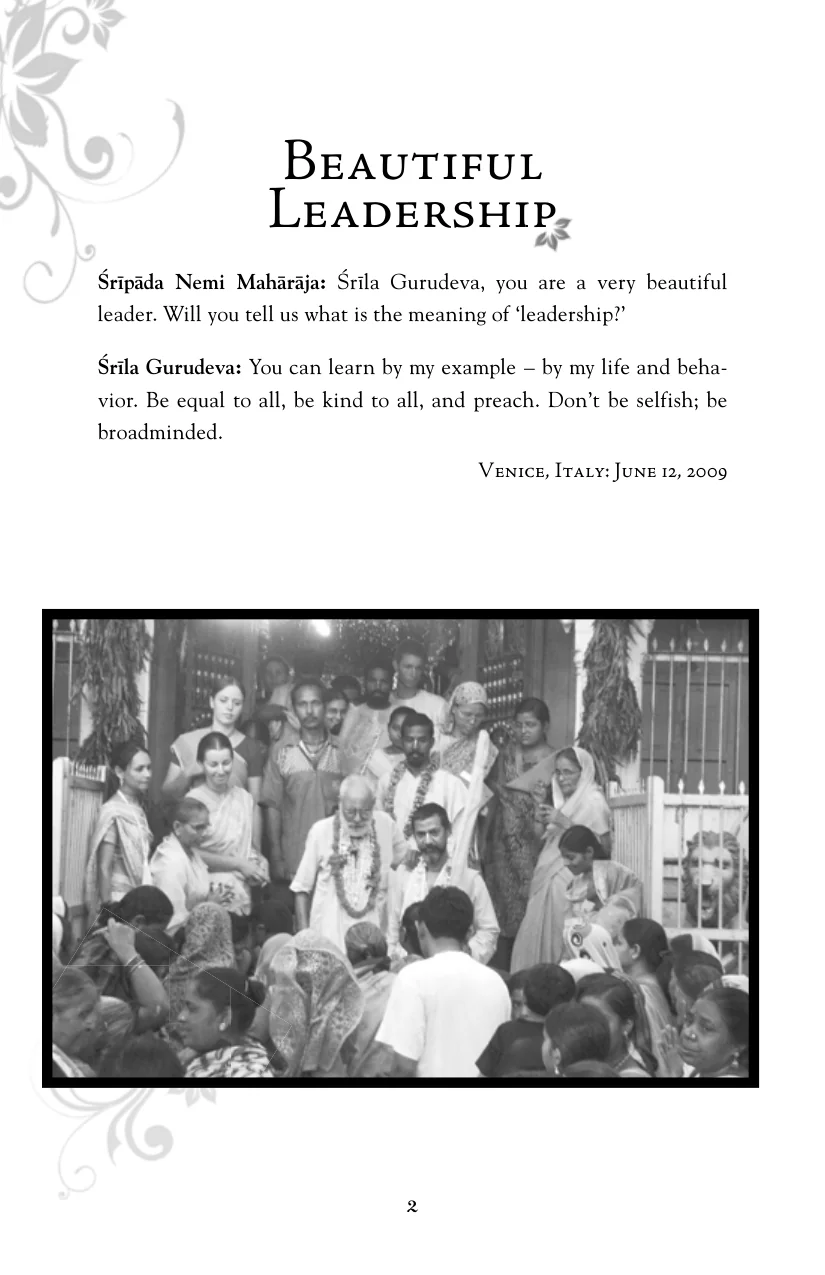 Beautiful
Leadership
Śrīpāda Nemi Mahārāja: Śrīla Gurudeva, you are a very beautiful
leader. Will you tell us what is the meaning of ‘leadership?’
Śrīla Gurudeva: You can learn by my example – by my life and beha-
vior. Be equal to all, be kind to all, and preach. Don’t be selfish; be
broadminded.
Venice, Italy: June 12, 2009
2